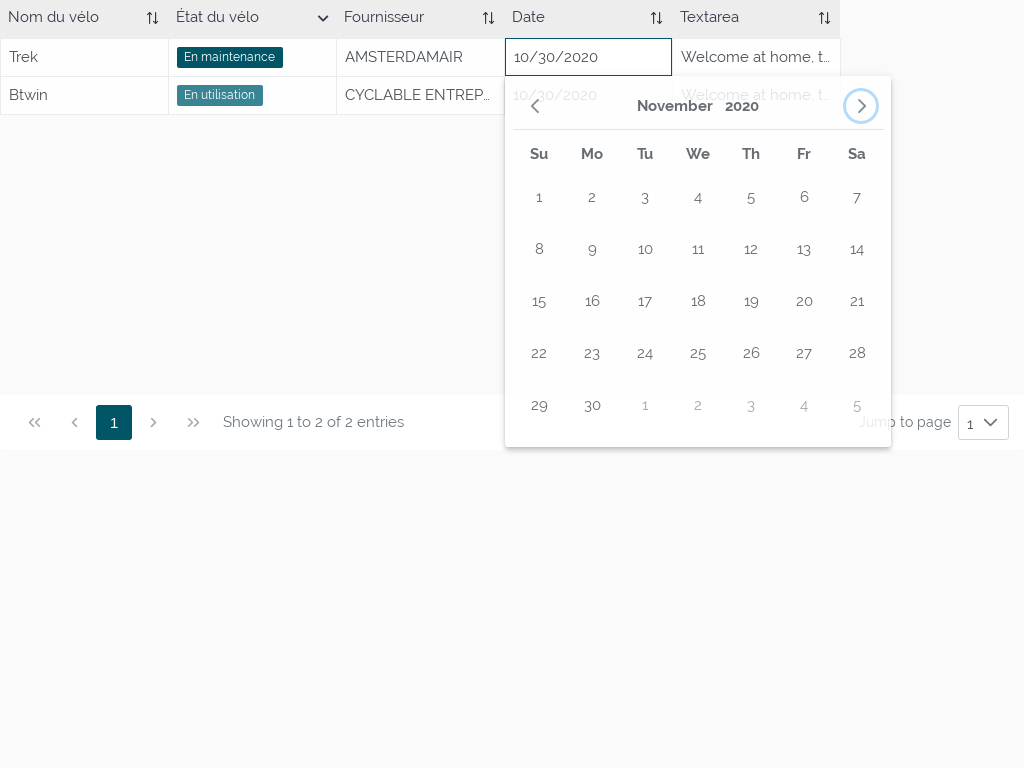 Nom du vélo État du vélo Fournisseur Date Textarea
Trek En maintenance AMSTERDAMAIR 10/30/2020 Welcome at home, t...
Btwin En utilisation CYCLABLE ENTREP... 10/30/2020 Welcome at home, t...
November 2020
Su Mo Tu We Th Fr Sa
1 2 3 4 5 6 7
8 9 10 11 12 13 14
15 16 17 18 19 20 21
22 23 24 25 26 27 28
29 30 1 2 3 4 5
1 Showing 1 to 2 of 2 entries Jump to page 1